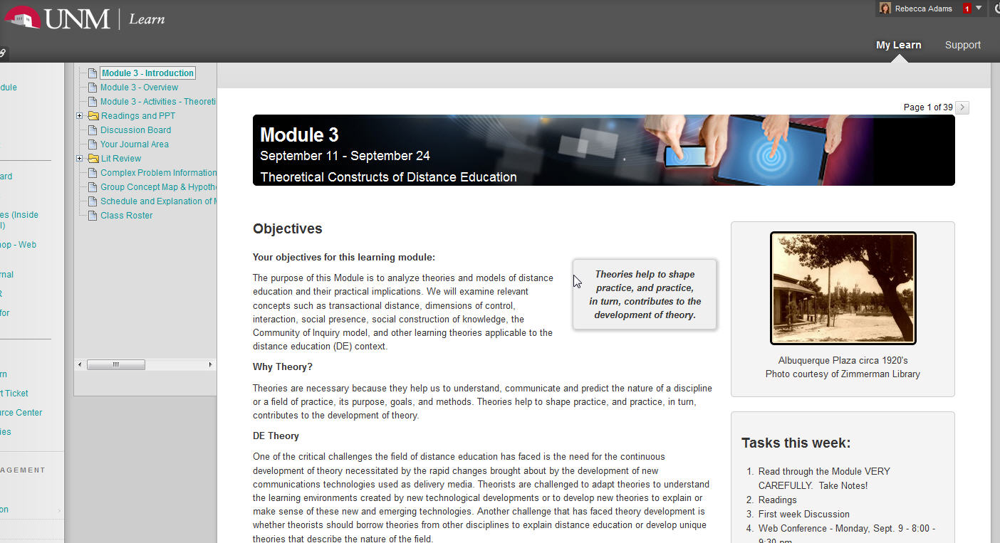 UNM Learn
Rebecca Adams 1
My Learn Support
dule
ard
es (Inside
l)
hop - Web
rnal
R
for
rn
rt Ticket
urce Center
ies
AGEMENT
on
Module 3 - Introduction
Module 3 - Overview
Module 3 - Activities - Theoreti
Readings and PPT
Discussion Board
Your Journal Area
Lit Review
Complex Problem Information
Group Concept Map & Hypoth
Schedule and Explanation of M
Class Roster
Page 1 of 39
Module 3
September 11 - September 24
Theoretical Constructs of Distance Education
Objectives
Your objectives for this learning module:
The purpose of this Module is to analyze theories and models of distance
education and their practical implications. We will examine relevant
concepts such as transactional distance, dimensions of control,
interaction, social presence, social construction of knowledge, the
Community of Inquiry model, and other learning theories applicable to the
distance education (DE) context.
Theories help to shape
practice, and practice,
in turn, contributes to the
development of theory.
Why Theory?
Theories are necessary because they help us to understand, communicate and predict the nature of a discipline
or a field of practice, its purpose, goals, and methods. Theories help to shape practice, and practice, in turn,
contributes to the development of theory.
DE Theory
One of the critical challenges the field of distance education has faced is the need for the continuous
development of theory necessitated by the rapid changes brought about by the development of new
communications technologies used as delivery media. Theorists are challenged to adapt theories to understand
the learning environments created by new technological developments or to develop new theories to explain or
make sense of these new and emerging technologies. Another challenge that has faced theory development is
whether theorists should borrow theories from other disciplines to explain distance education or develop unique
theories that describe the nature of the field.
Albuquerque Plaza circa 1920's
Photo courtesy of Zimmerman Library
Tasks this week:
1. Read through the Module VERY
CAREFULLY. Take Notes!
2. Readings
3. First week Discussion
4. Web Conference - Monday, Sept. 9 - 8:00 -
9:30 pm